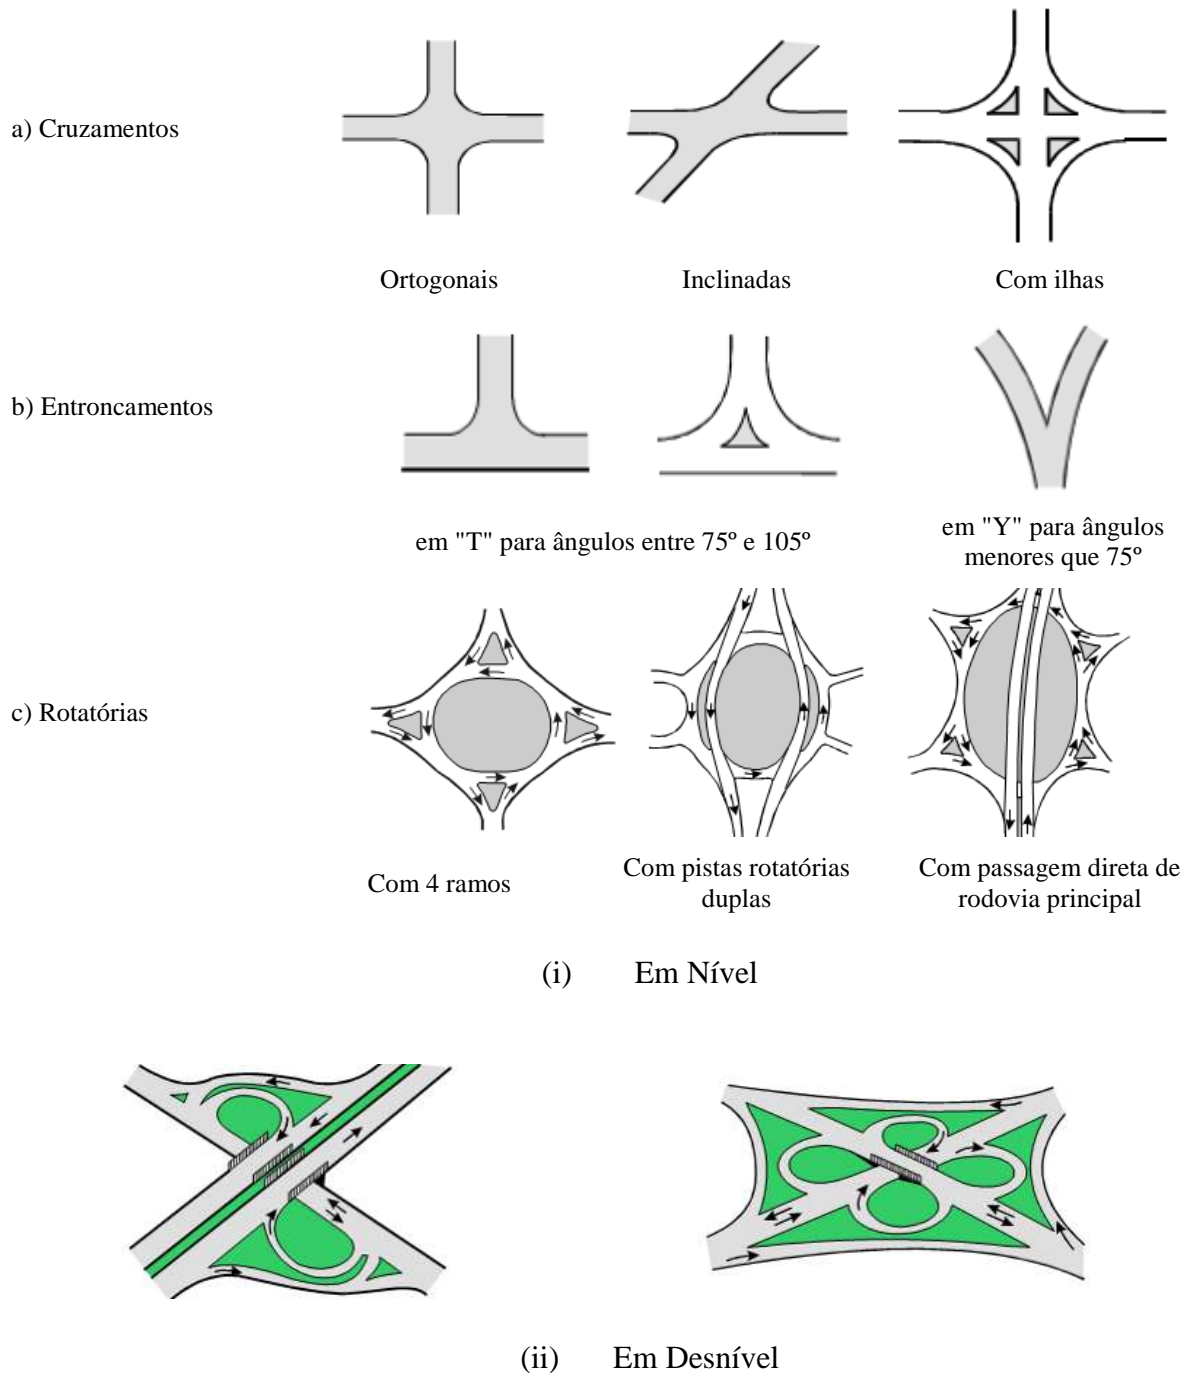 a) Cruzamentos
Ortogonais
Inclinadas
Com ilhas
b) Entroncamentos
em "T" para ângulos entre 75º e 105º
em "Y" para ângulos
menores que 75º
c) Rotatórias
Com 4 ramos
Com pistas rotatórias
duplas
Com passagem direta de
rodovia principal
(i) Em Nível
(ii) Em Desnível